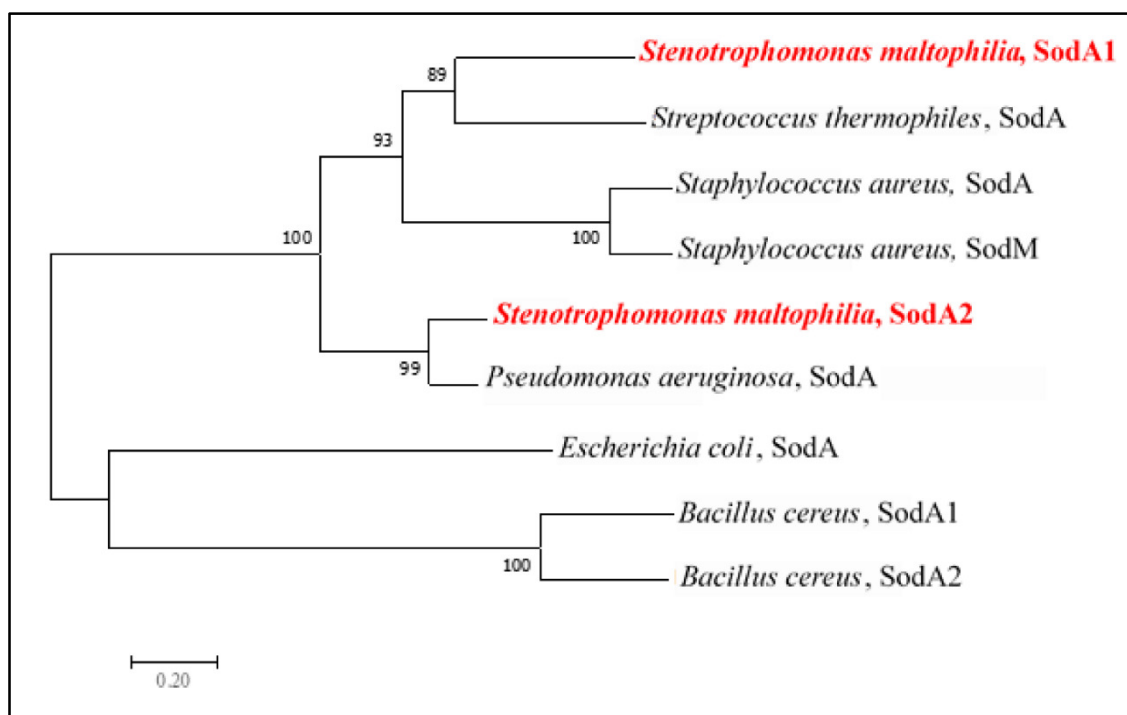 Stenotrophomonas maltophilia, SodA1
89
Streptococcus thermophiles, SodA
93
Staphylococcus aureus, SodA
100
100
Staphylococcus aureus, SodM
Stenotrophomonas maltophilia, SodA2
99
Pseudomonas aeruginosa, SodA
Escherichia coli, SodA
Bacillus cereus, SodA1
100
Bacillus cereus, SodA2
0.20